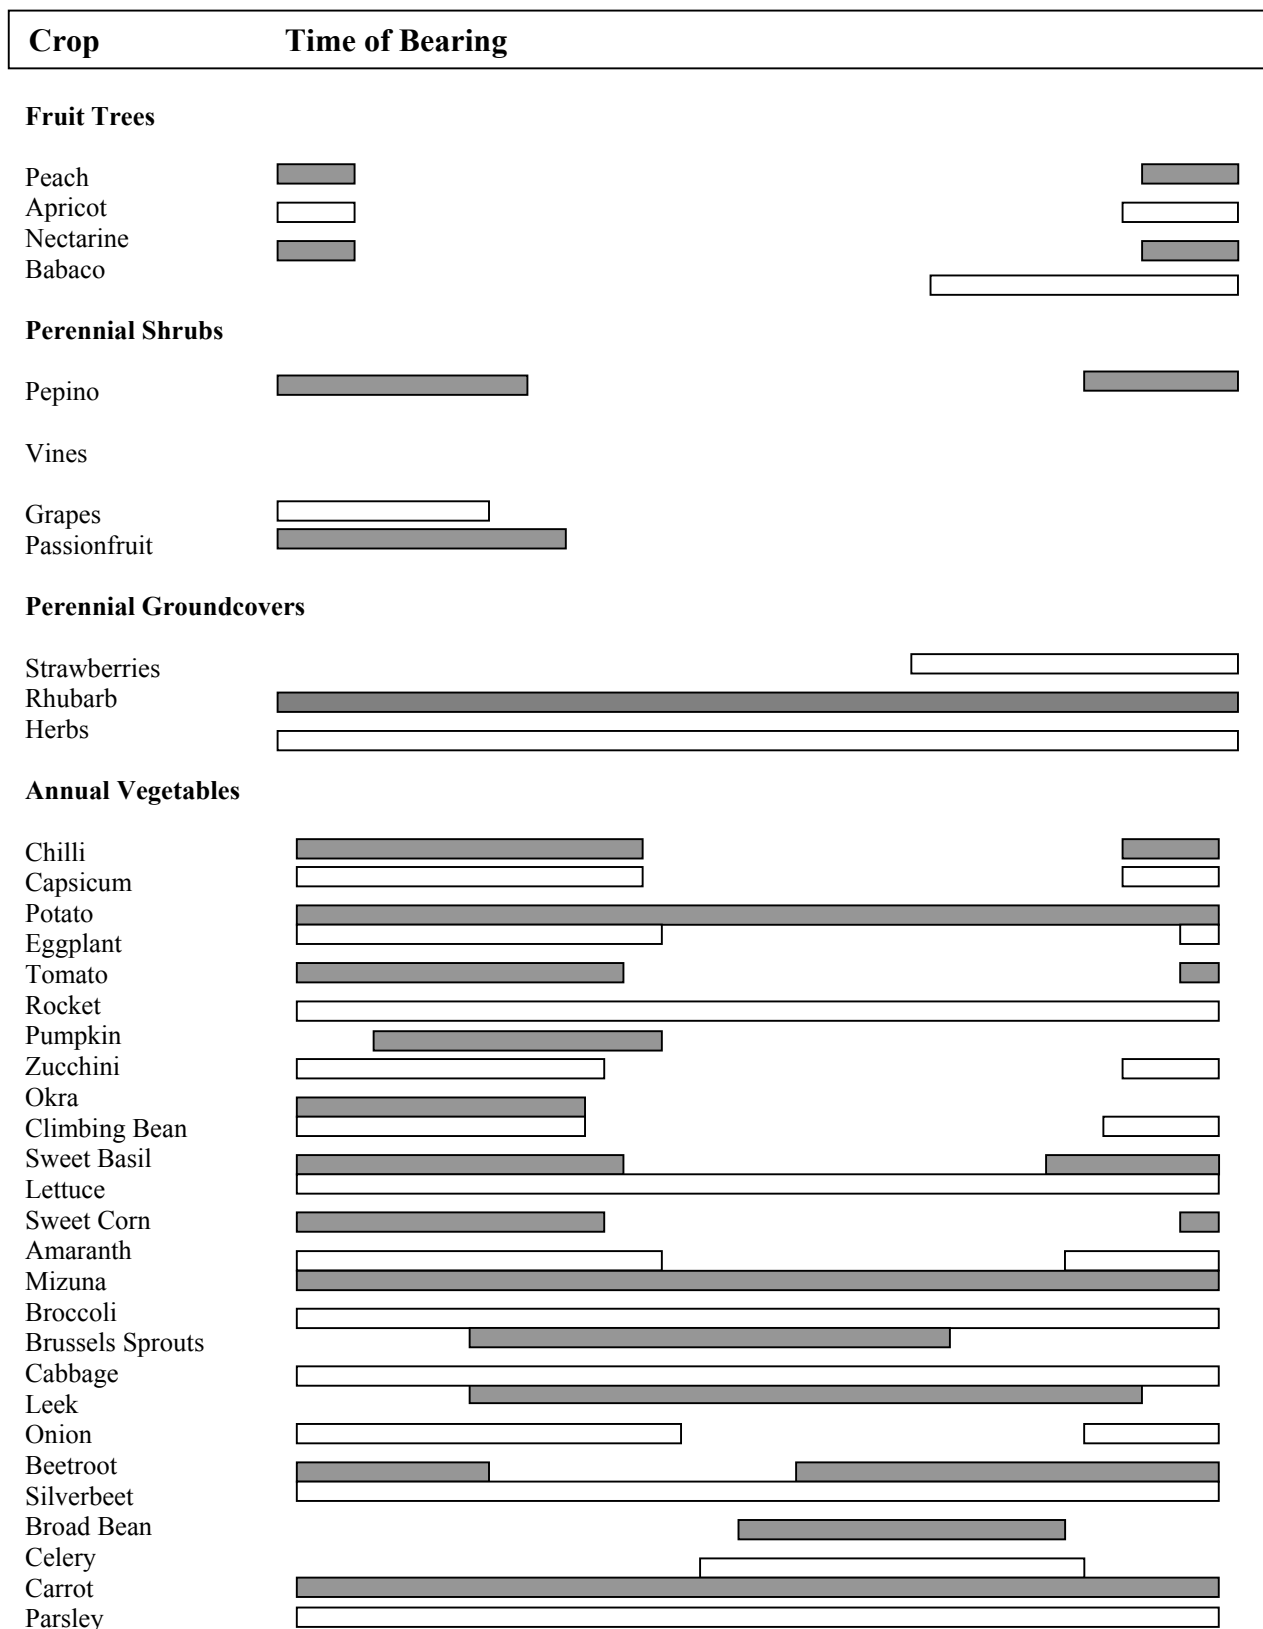 Crop Time of Bearing
Fruit Trees
Peach
Apricot
Nectarine
Babaco
Perennial Shrubs
Pepino
Vines
Grapes
Passionfruit
Perennial Groundcovers
Strawberries
Rhubarb
Herbs
Annual Vegetables
Chilli
Capsicum
Potato
Eggplant
Tomato
Rocket
Pumpkin
Zucchini
Okra
Climbing Bean
Sweet Basil
Lettuce
Sweet Corn
Amaranth
Mizuna
Broccoli
Brussels Sprouts
Cabbage
Leek
Onion
Beetroot
Silverbeet
Broad Bean
Celery
Carrot
Parsley